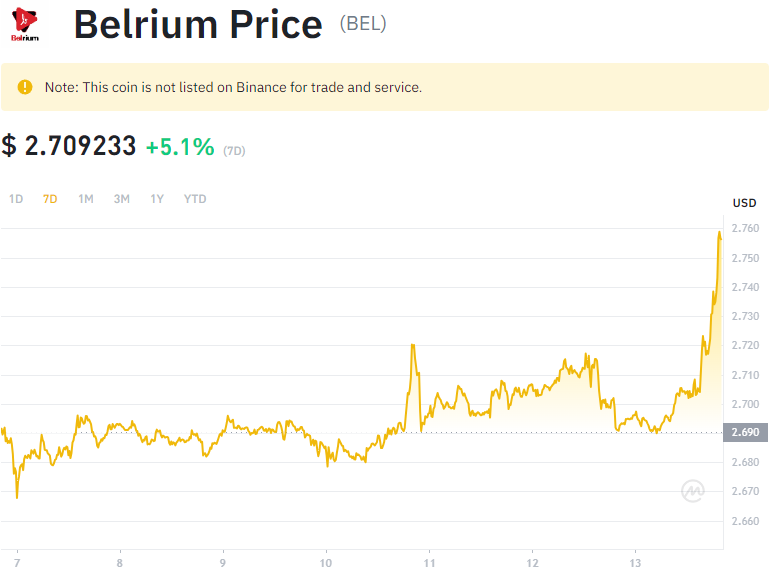 Belrium
Belrium Price (BEL)
Note: This coin is not listed on Binance for trade and service.
$ 2.709233 +5.1% (7D)
1D 7D 1M 3M 1Y YTD
USD
2.760
2.750
2.740
2.730
2.720
2.710
2.700
2.690
2.680
2.670
2.660
7 8 9 10 11 12 13